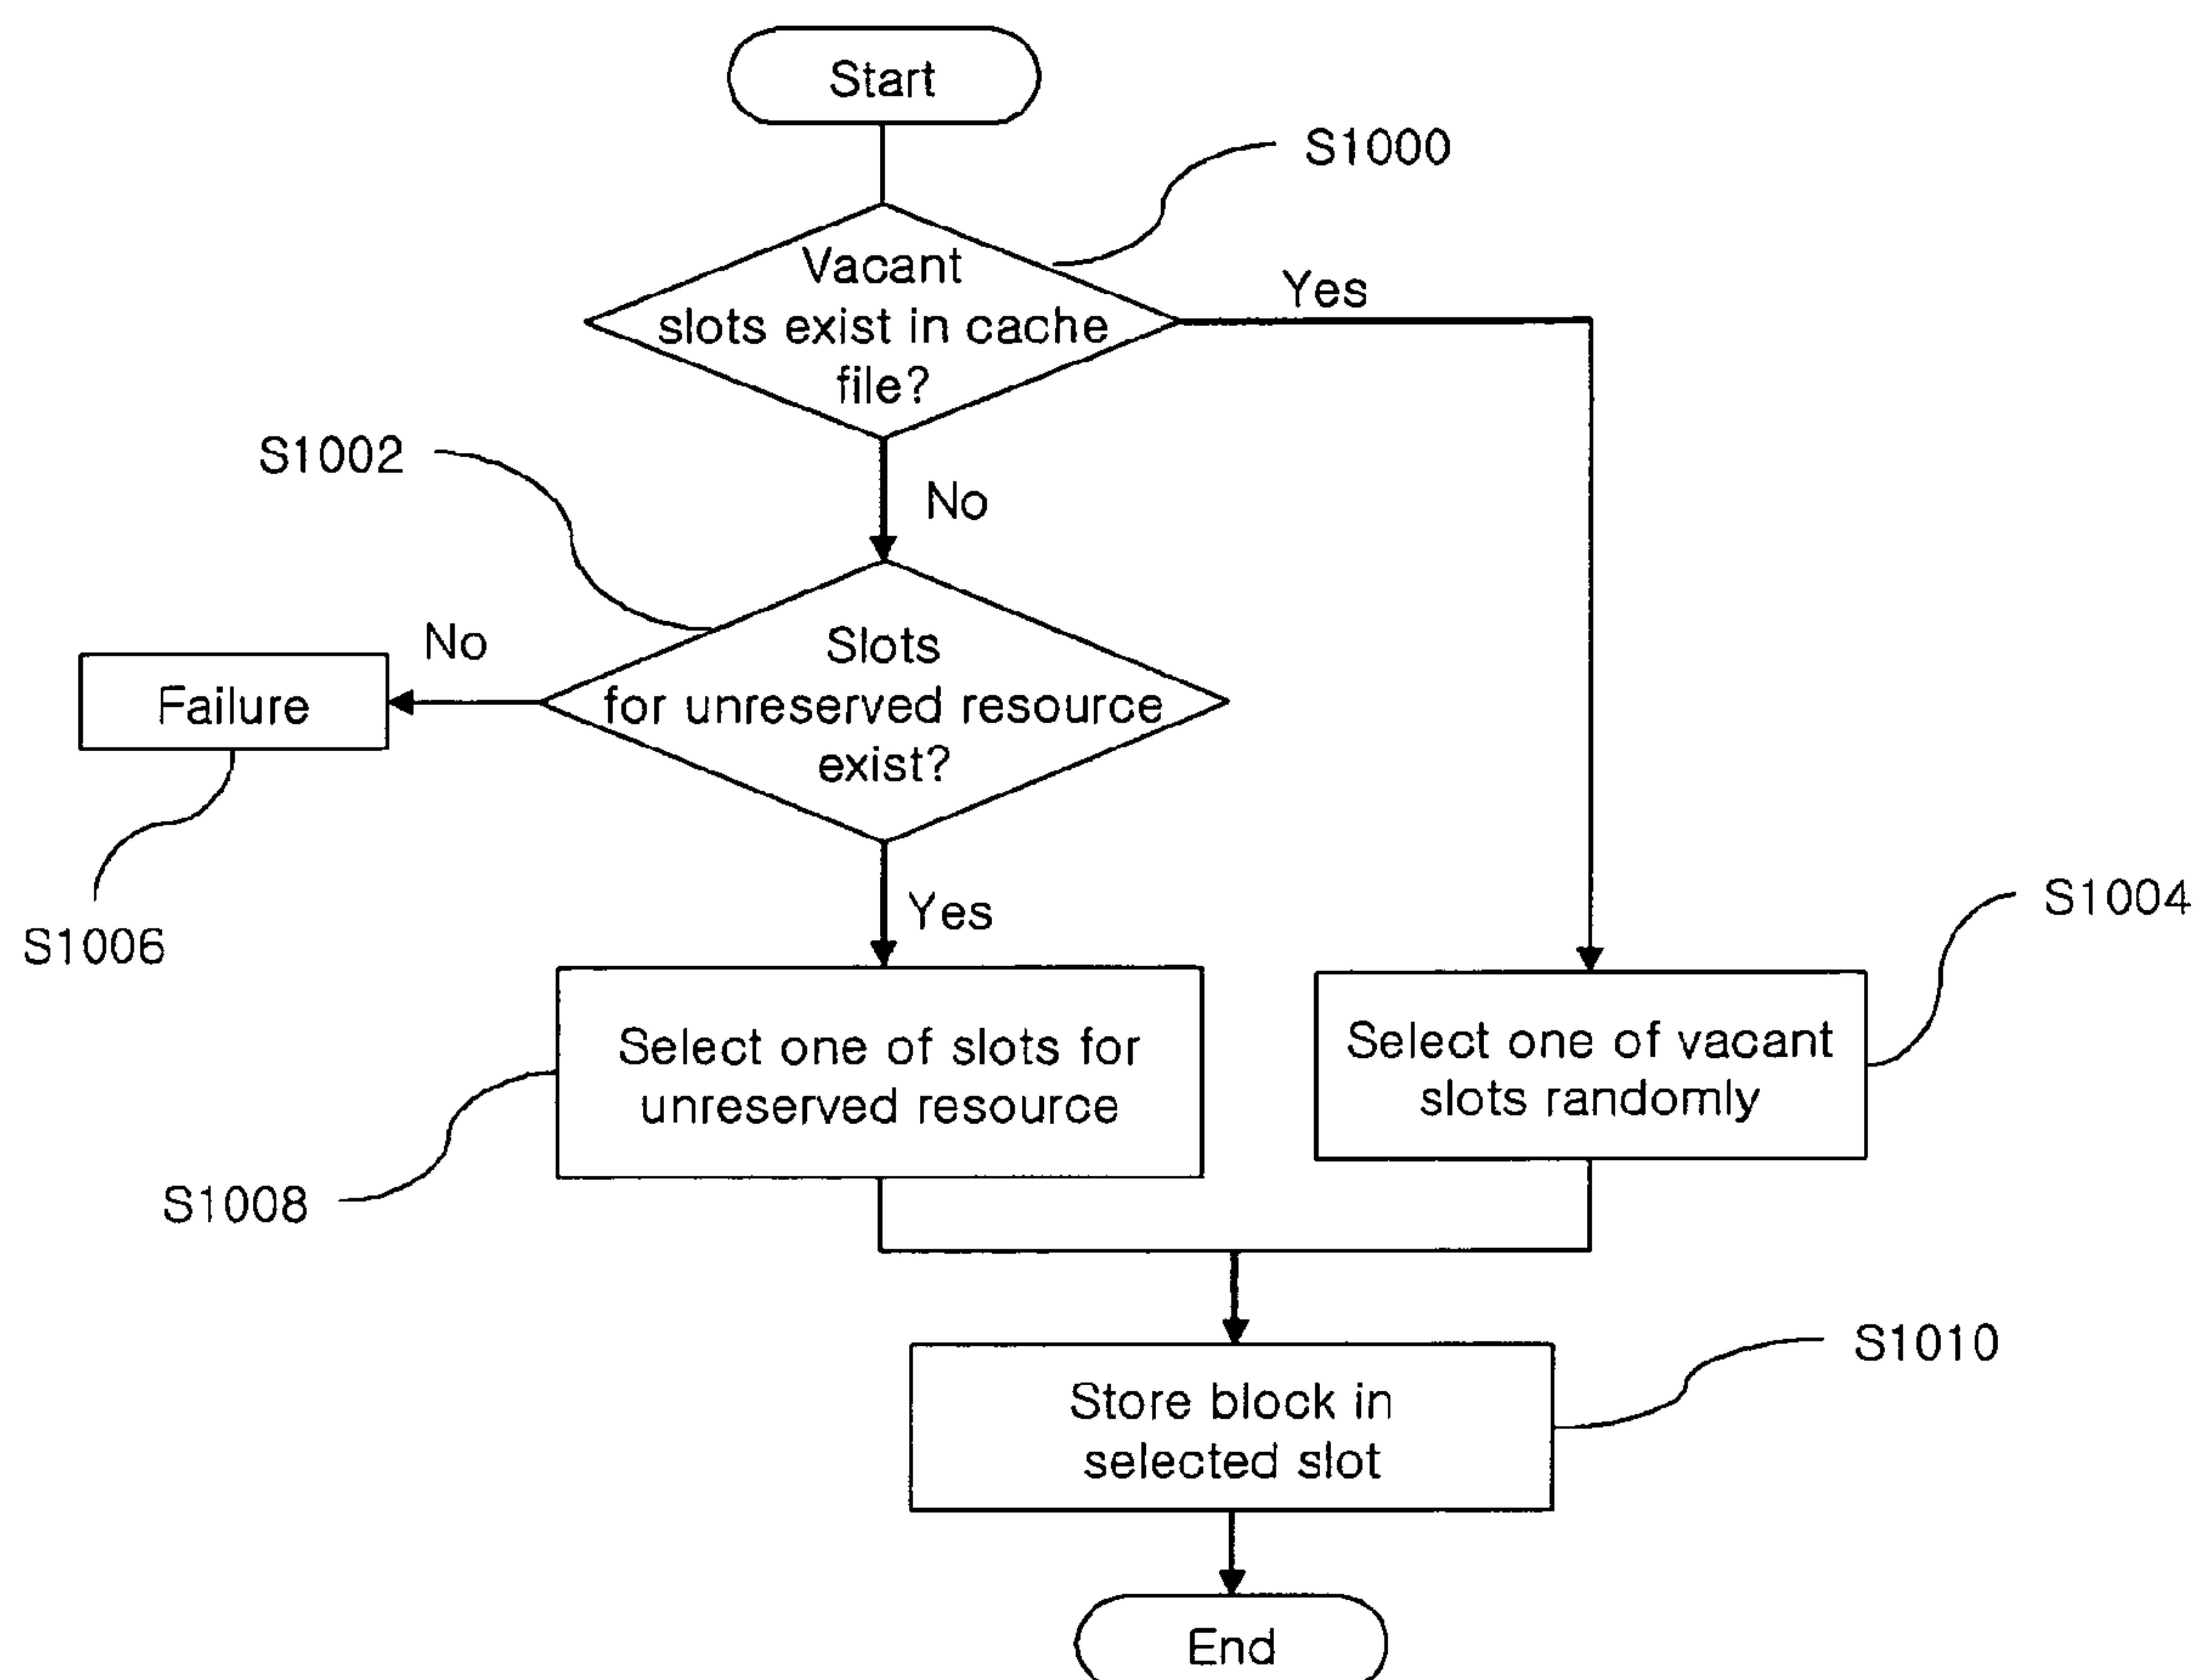 Start
S1000
Vacant
slots exist in cache
file?
Yes
S1002
No
Slots
for unreserved resource
exist?
No
Failure
S1006
Yes
S1004
Select one of slots for
unreserved resource
Select one of vacant
slots randomly
S1008
S1010
Store block in
selected slot
End